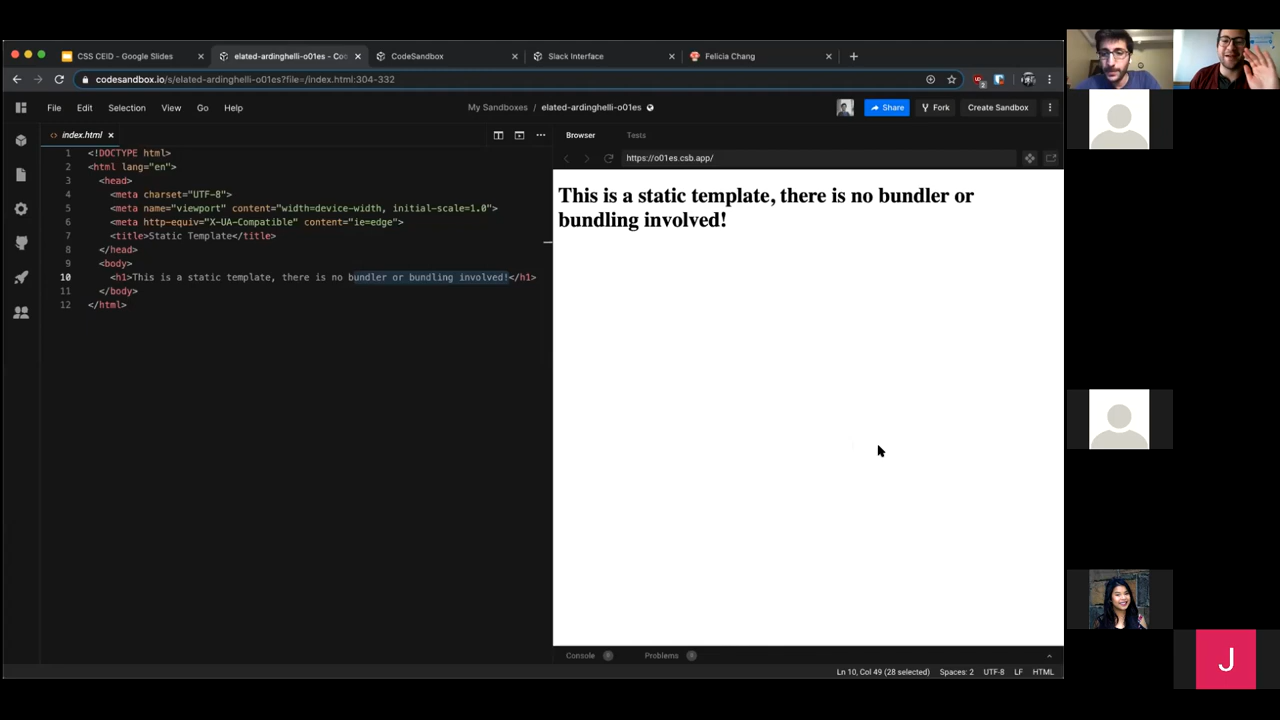 CSS CEID - Google Slides
elated-ardinghelli-o01es - Co
CodeSandbox
Slack Interface
Felicia Chang
codesandbox.io/s/elated-ardinghelli-o01es?file=/index.html:304-332
2
File Edit Selection View Go Help
My Sandboxes / elated-ardinghelli-o01es
Share
Fork
Create Sandbox
index.html
1 <!DOCTYPE html>
2 <html lang="en">
3 <head>
4 <meta charset="UTF-8">
5 <meta name="viewport" content="width=device-width, initial-scale=1.0">
6 <meta http-equiv="X-UA-Compatible" content="ie=edge">
7 <title>Static Template</title>
8 </head>
9 <body>
10 <h1>This is a static template, there is no bundler or bundling involved!</h1>
11 </body>
12 </html>
Browser Tests
https://o01es.csb.app/
This is a static template, there is no bundler or
bundling involved!
Console 0 Problems 0
Ln 10, Col 49 (28 selected) Spaces: 2 UTF-8 LF HTML
J